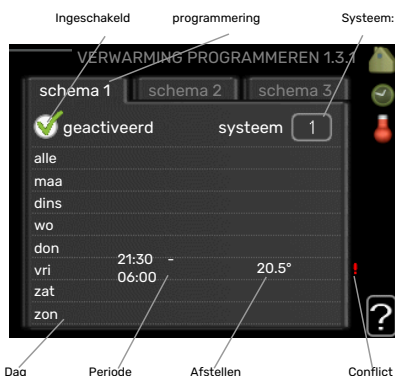 Ingeschakeld programmering Systeem:
VERWARMING PROGRAMMEREN 1.3.1
schema 1 schema 2 schema 3
geactiveerd systeem 1
alle
maa
dins
wo
don
vri 21:30 - 06:00 20.5° !
zat
zon
?
Dag Periode Afstellen Conflict